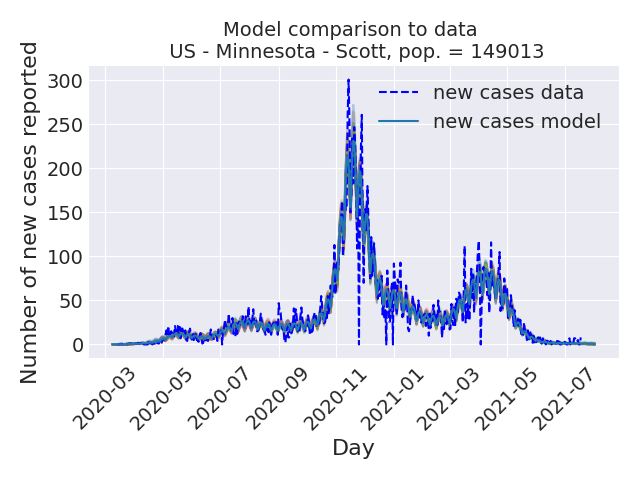 Model comparison to data
US - Minnesota - Scott, pop. = 149013
Number of new cases reported
300
250
200
150
100
50
0
new cases data
new cases model
2020-03
2020-05
2020-07
2020-09
2020-11
2021-01
2021-03
2021-05
2021-07
Day